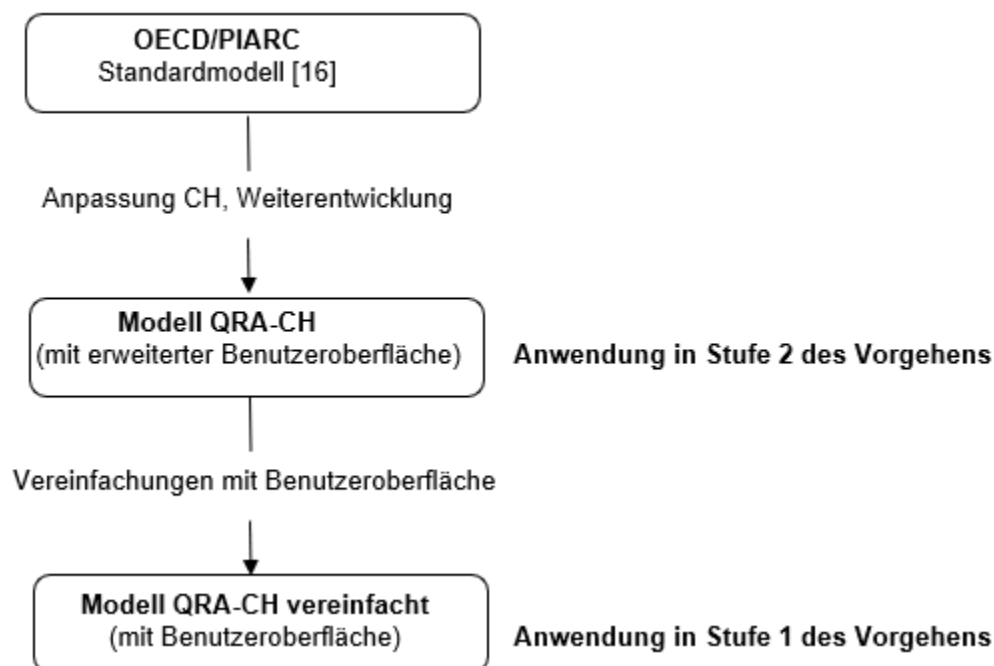 OECD/PIARC
Standardmodell [16]
Anpassung CH, Weiterentwicklung
Modell QRA-CH
(mit erweiterter Benutzeroberfläche)
Anwendung in Stufe 2 des Vorgehens
Vereinfachungen mit Benutzeroberfläche
Modell QRA-CH vereinfacht
(mit Benutzeroberfläche)
Anwendung in Stufe 1 des Vorgehens